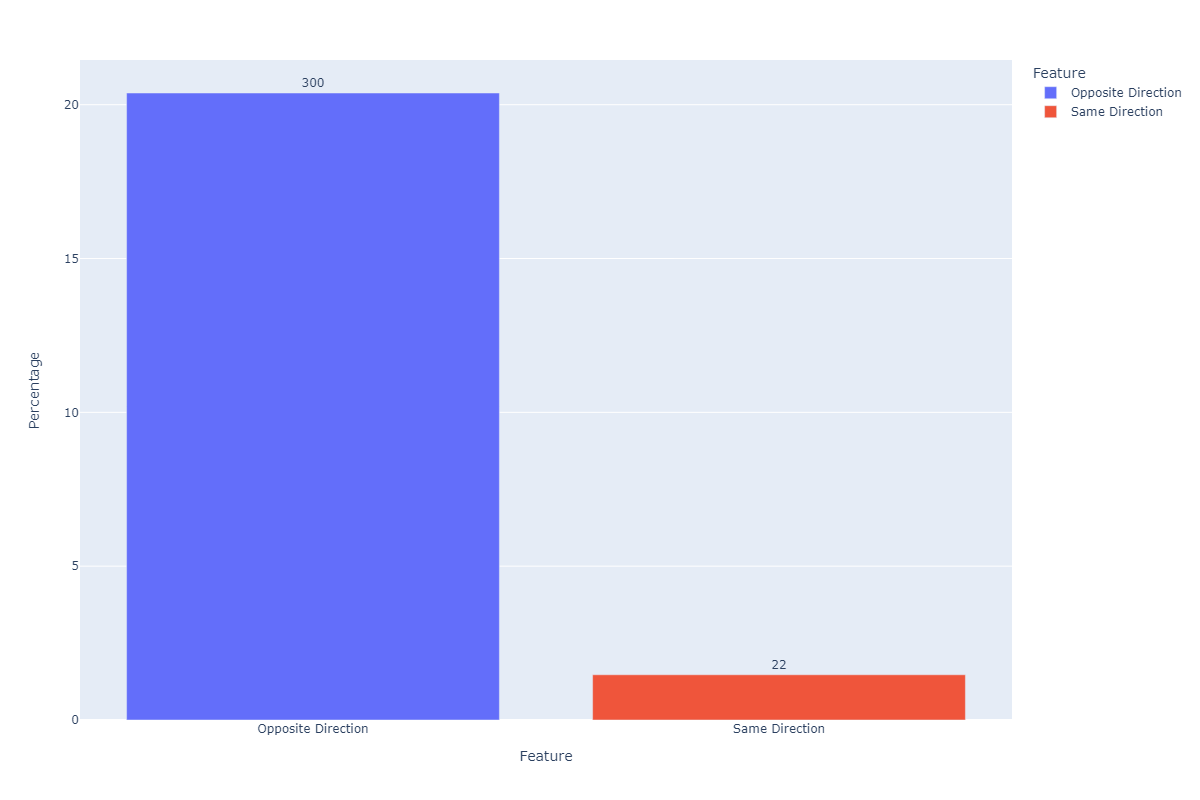 300
Feature
Opposite Direction
Same Direction
20
15
10
5
0
Percentage
22
Opposite Direction
Same Direction
Feature